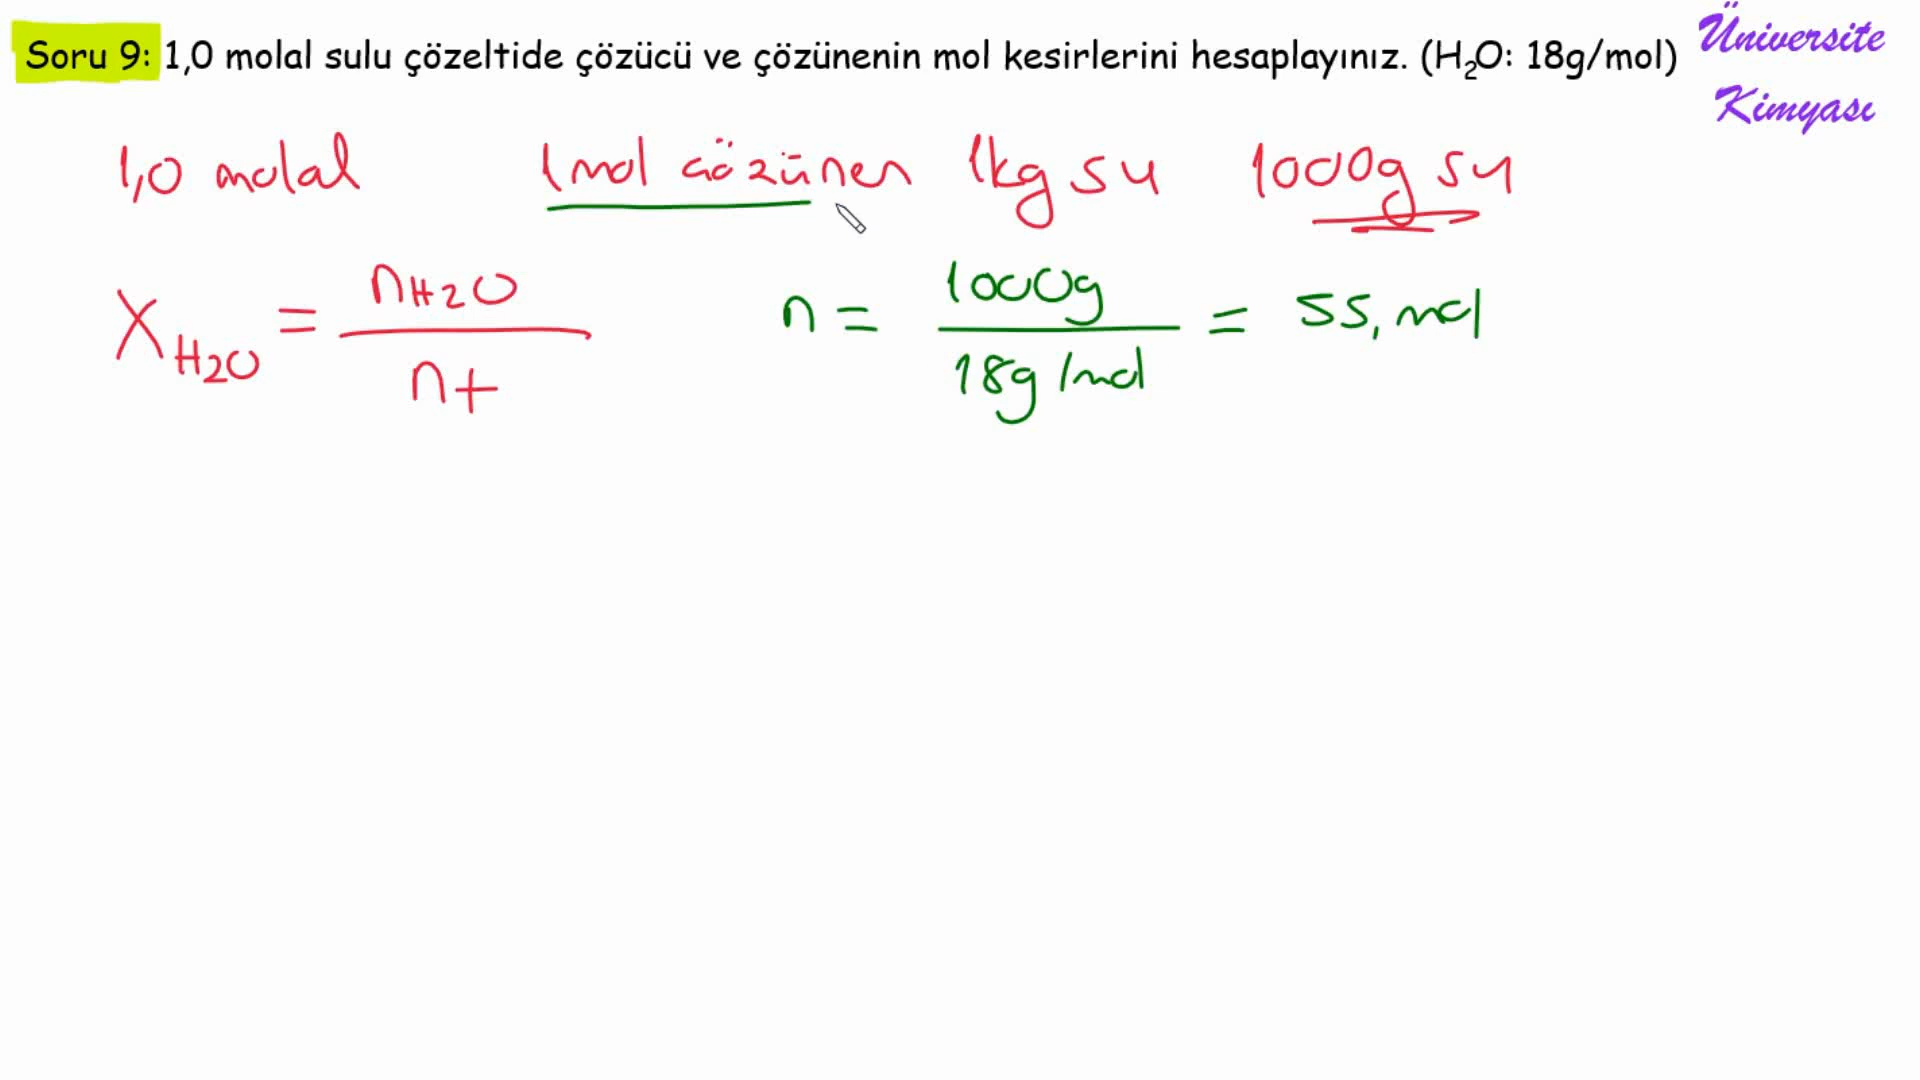 Soru 9: 1,0 molal sulu çözeltide çözücü ve çözünenin mol kesirlerini hesaplayınız. (H₂O: 18g/mol)
Üniversite
Kimyası
1,0 molal 1mol çözünen 1kg su 1000g su
X_H2O = nH2O / nt
n = 1000g / 18g/mol = 55, mol